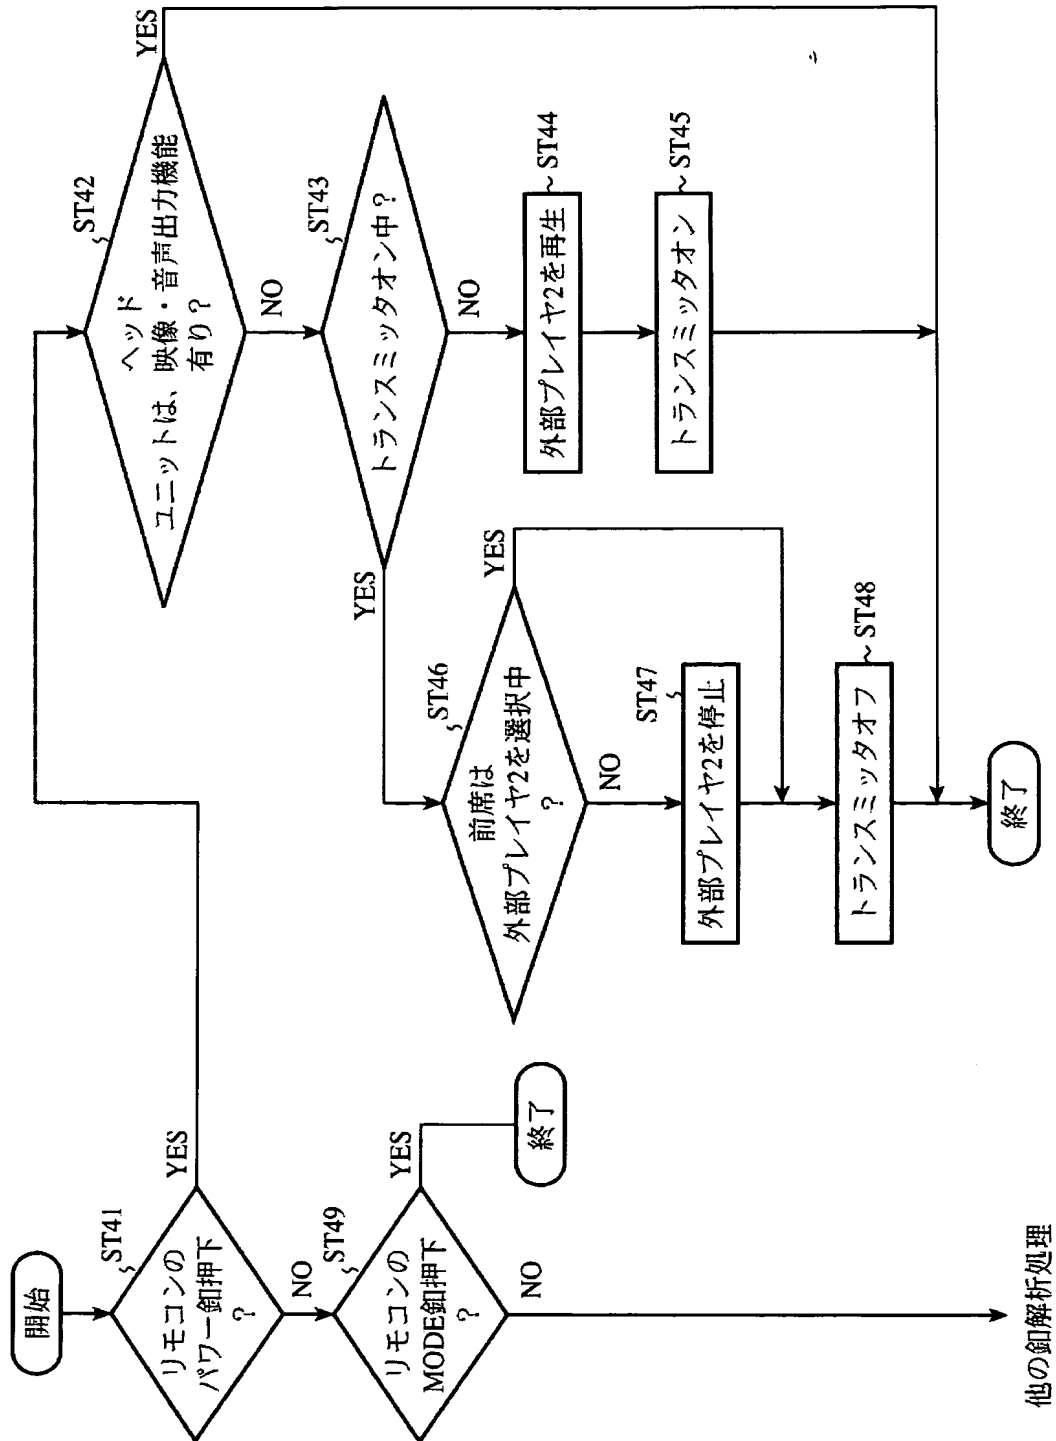 開始
ST41
リモコンの
パワー釦押下
?
YES
NO
ST49
リモコンの
MODE釦押下
?
YES
終了
NO
他の釦解析処理
ST42
ヘッド
ユニットは、映像・音声出力機能
有り?
YES
NO
ST43
トランスミッタオン中?
YES
NO
外部プレイヤ2を再生
ST44
トランスミッタオン
ST45
ST46
前席は
外部プレイヤ2を選択中
?
YES
NO
ST47
外部プレイヤ2を停止
トランスミッタオフ
ST48
終了